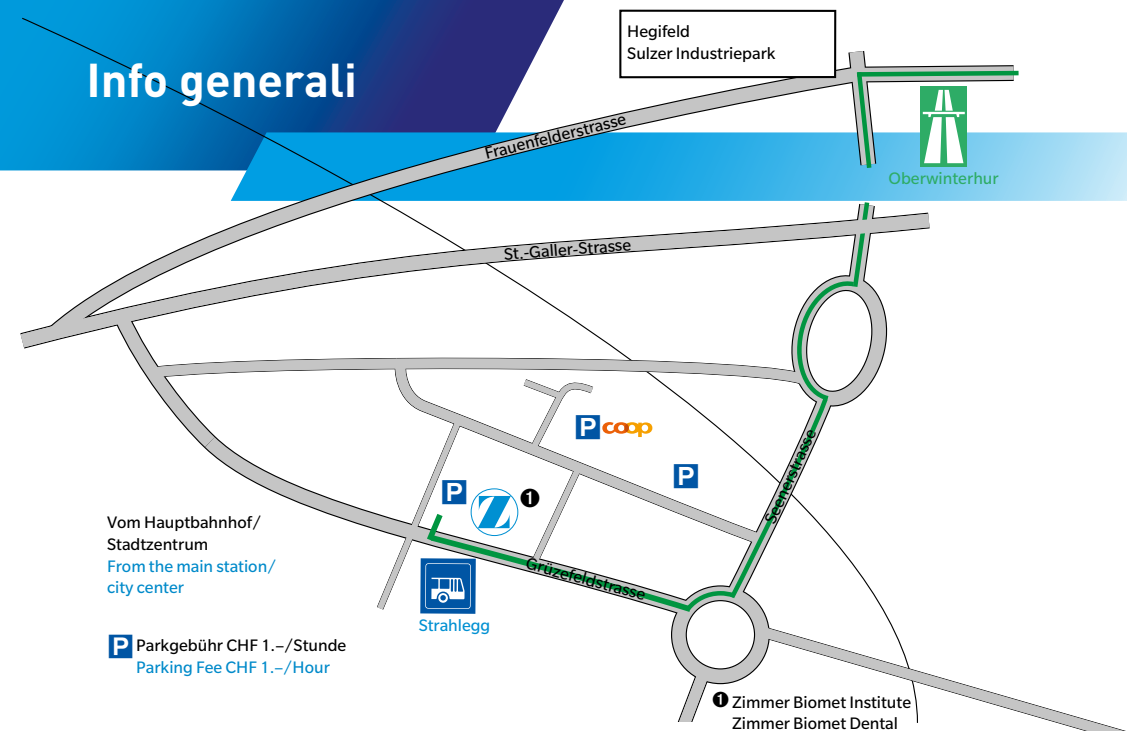 Info generali
Hegifeld
Sulzer Industriepark
Frauenfelderstrasse
Oberwinterhur
St.-Galler-Strasse
P coop
P
Seenerstrasse
P Z 1
Vom Hauptbahnhof/
Stadtzentrum
From the main station/
city center
Grüzefeldstrasse
Strahlegg
P Parkgebühr CHF 1.–/Stunde
Parking Fee CHF 1.–/Hour
1 Zimmer Biomet Institute
Zimmer Biomet Dental